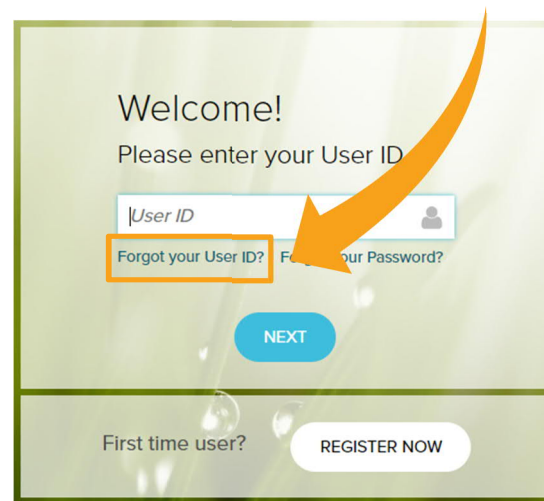 Welcome!
Please enter your User ID
User ID
Forgot your User ID? Your Password?
NEXT
First time user? REGISTER NOW